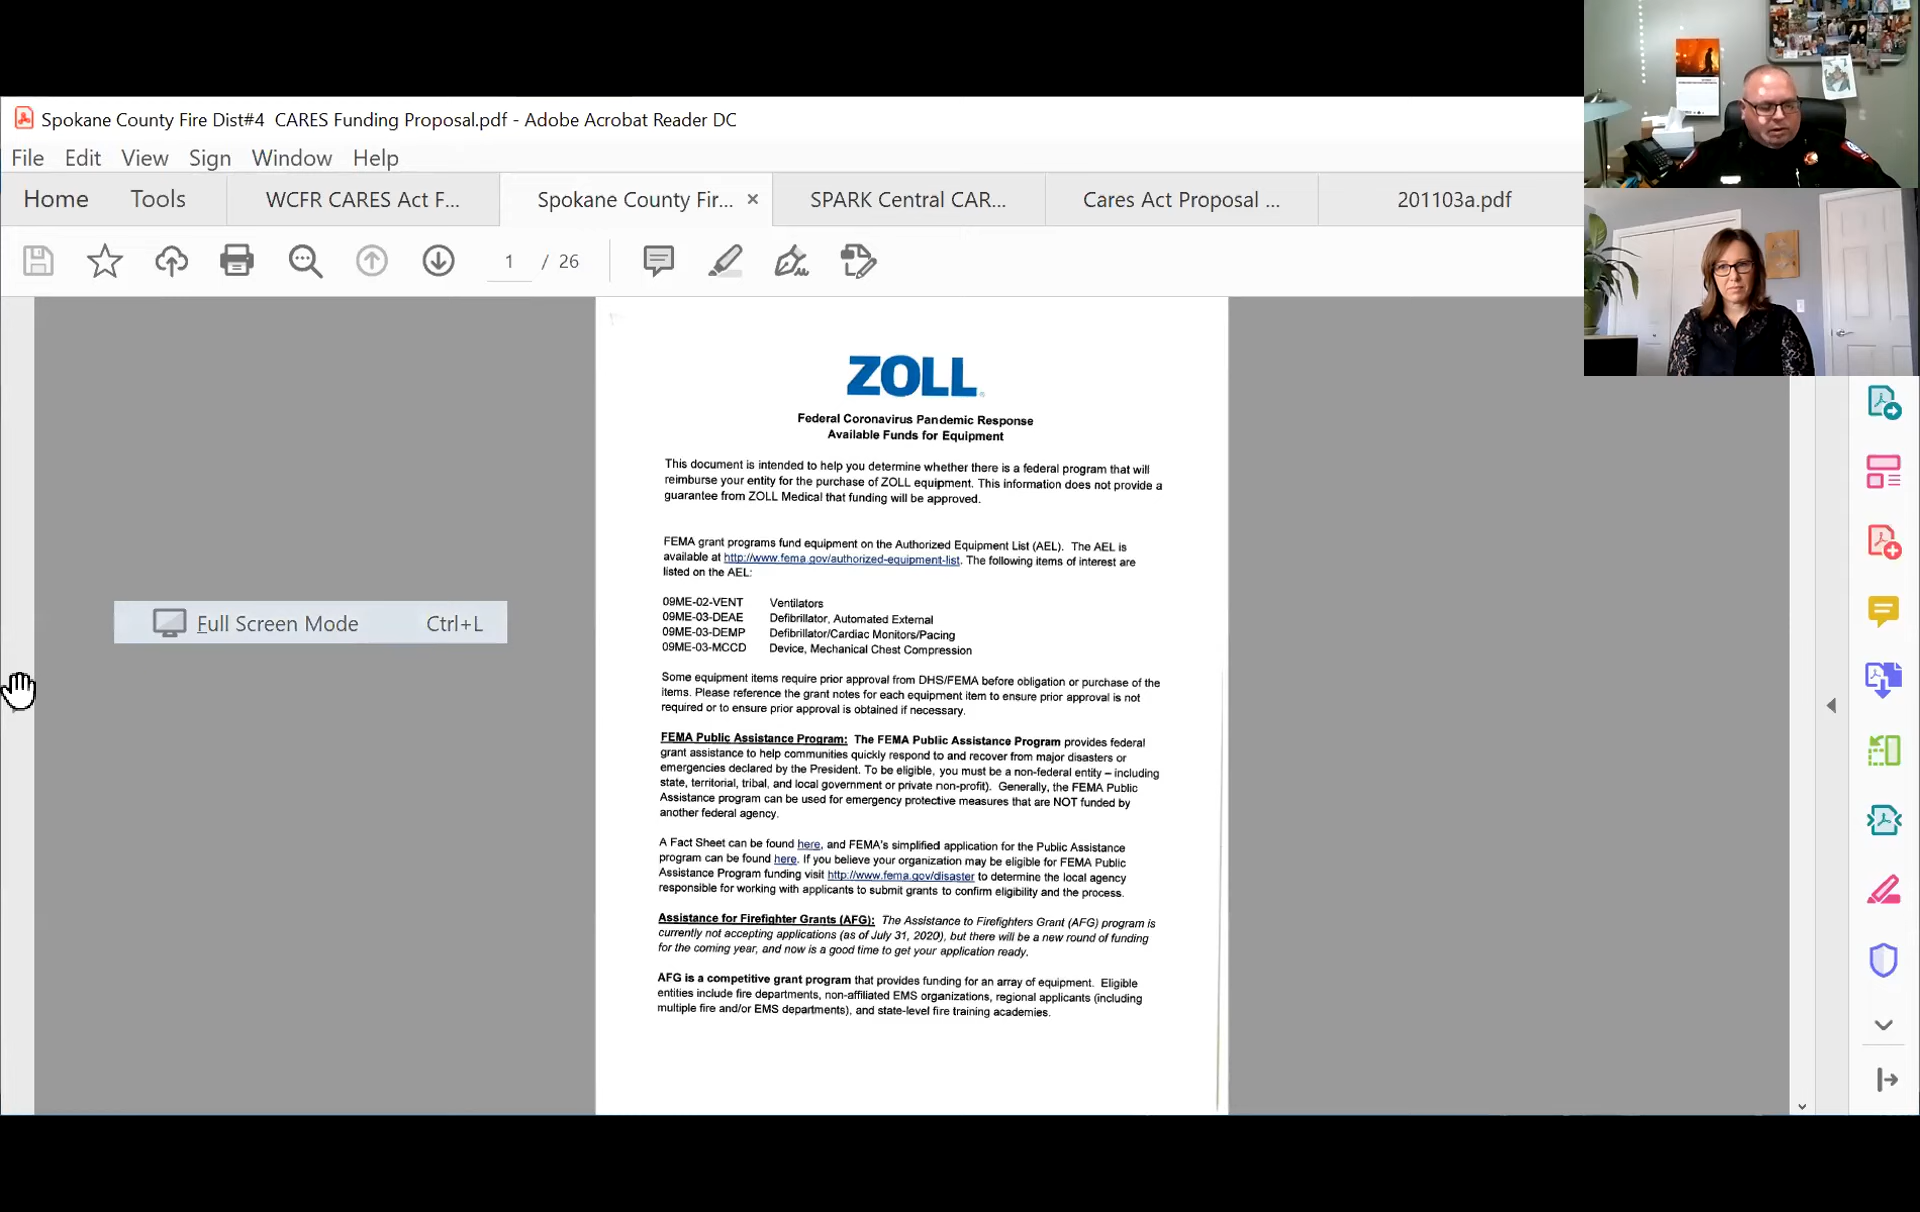 Spokane County Fire Dist#4  CARES Funding Proposal.pdf - Adobe Acrobat Reader DC
File Edit View Sign Window Help
Home Tools WCFR CARES Act F... Spokane County Fir... × SPARK Central CAR... Cares Act Proposal ... 201103a.pdf
1 / 26
ZOLL
Federal Coronavirus Pandemic Response
Available Funds for Equipment
This document is intended to help you determine whether there is a federal program that will
reimburse your entity for the purchase of ZOLL equipment. This information does not provide a
guarantee from ZOLL Medical that funding will be approved.
FEMA grant programs fund equipment on the Authorized Equipment List (AEL). The AEL is
available at http://www.fema.gov/authorized-equipment-list. The following items of interest are
listed on the AEL:
09ME-02-VENT Ventilators
09ME-03-DEAE Defibrillator, Automated External
09ME-03-DEMP Defibrillator/Cardiac Monitors/Pacing
09ME-03-MCCD Device, Mechanical Chest Compression
Full Screen Mode Ctrl+L
Some equipment items require prior approval from DHS/FEMA before obligation or purchase of the
items. Please reference the grant notes for each equipment item to ensure prior approval is not
required or to ensure prior approval is obtained if necessary.
FEMA Public Assistance Program: The FEMA Public Assistance Program provides federal
grant assistance to help communities quickly respond to and recover from major disasters or
emergencies declared by the President. To be eligible, you must be a non-federal entity – including
state, territorial, tribal, and local government or private non-profit). Generally, the FEMA Public
Assistance program can be used for emergency protective measures that are NOT funded by
another federal agency.
A Fact Sheet can be found here, and FEMA's simplified application for the Public Assistance
program can be found here. If you believe your organization may be eligible for FEMA Public
Assistance Program funding visit http://www.fema.gov/disaster to determine the local agency
responsible for working with applicants to submit grants to confirm eligibility and the process.
Assistance for Firefighter Grants (AFG): The Assistance to Firefighters Grant (AFG) program is
currently not accepting applications (as of July 31, 2020), but there will be a new round of funding
for the coming year, and now is a good time to get your application ready.
AFG is a competitive grant program that provides funding for an array of equipment. Eligible
entities include fire departments, non-affiliated EMS organizations, regional applicants (including
multiple fire and/or EMS departments), and state-level fire training academies.